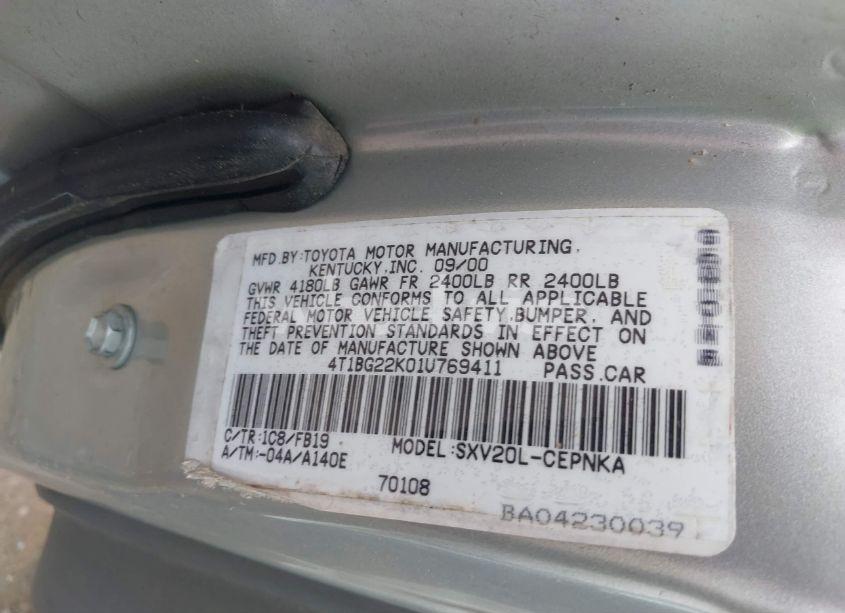 MFD.BY:TOYOTA MOTOR MANUFACTURING,
KENTUCKY,INC. 09/00
GVWR 4180LB GAWR FR 2400LB RR 2400LB
THIS VEHICLE CONFORMS TO ALL APPLICABLE
FEDERAL MOTOR VEHICLE SAFETY,BUMPER, AND
THEFT PREVENTION STANDARDS IN EFFECT ON
THE DATE OF MANUFACTURE SHOWN ABOVE
4T1BG22K01U769411 PASS.CAR
C/TR:1C8/FB19 MODEL:SXV20L-CEPNKA
A/TM:-04A/A140E
70108
BA04230039